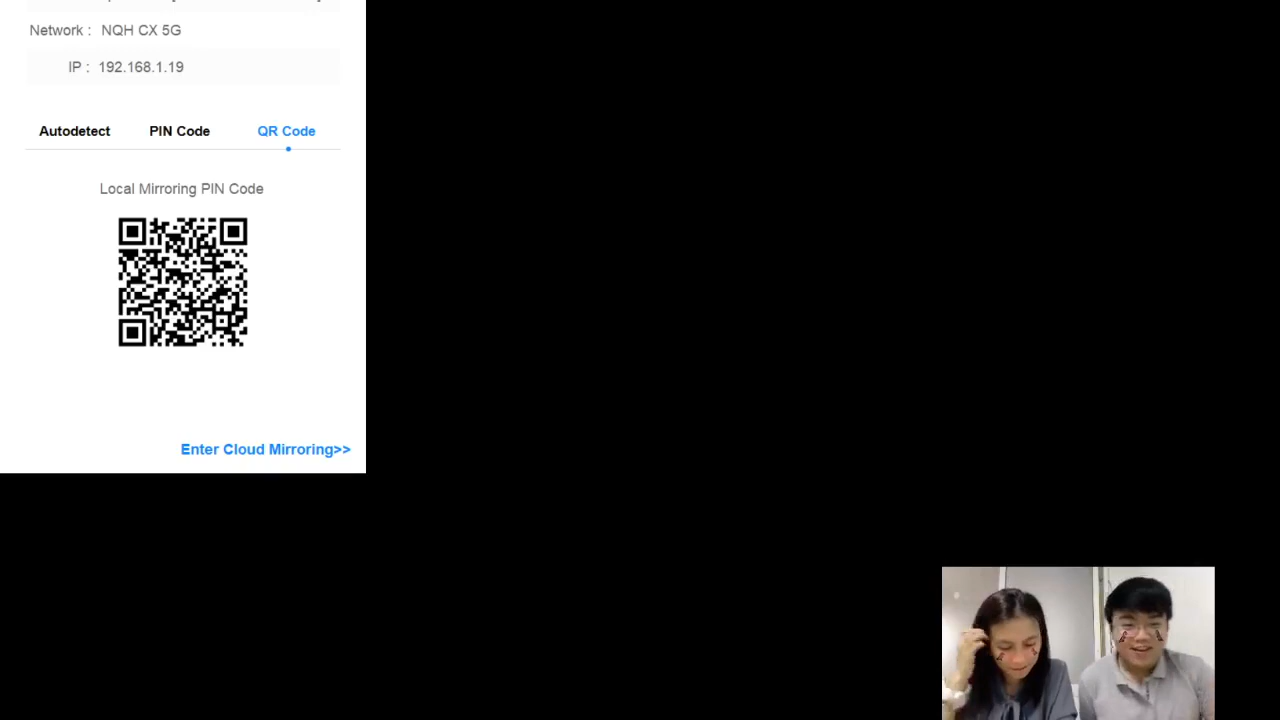 Network : NQH CX 5G
IP : 192.168.1.19
Autodetect PIN Code QR Code
Local Mirroring PIN Code
Enter Cloud Mirroring>>